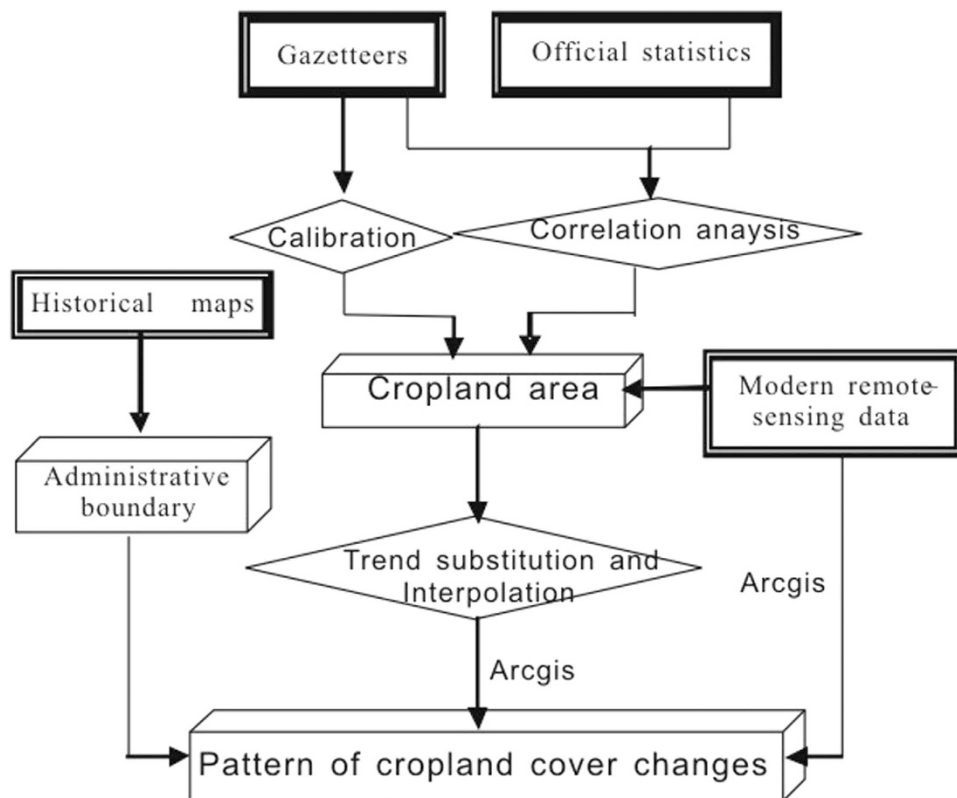 Gazetteers
Official statistics
Calibration
Correlation anaysis
Historical maps
Cropland area
Modern remote-
sensing data
Administrative
boundary
Trend substitution and
Interpolation
Arcgis
Arcgis
Pattern of cropland cover changes